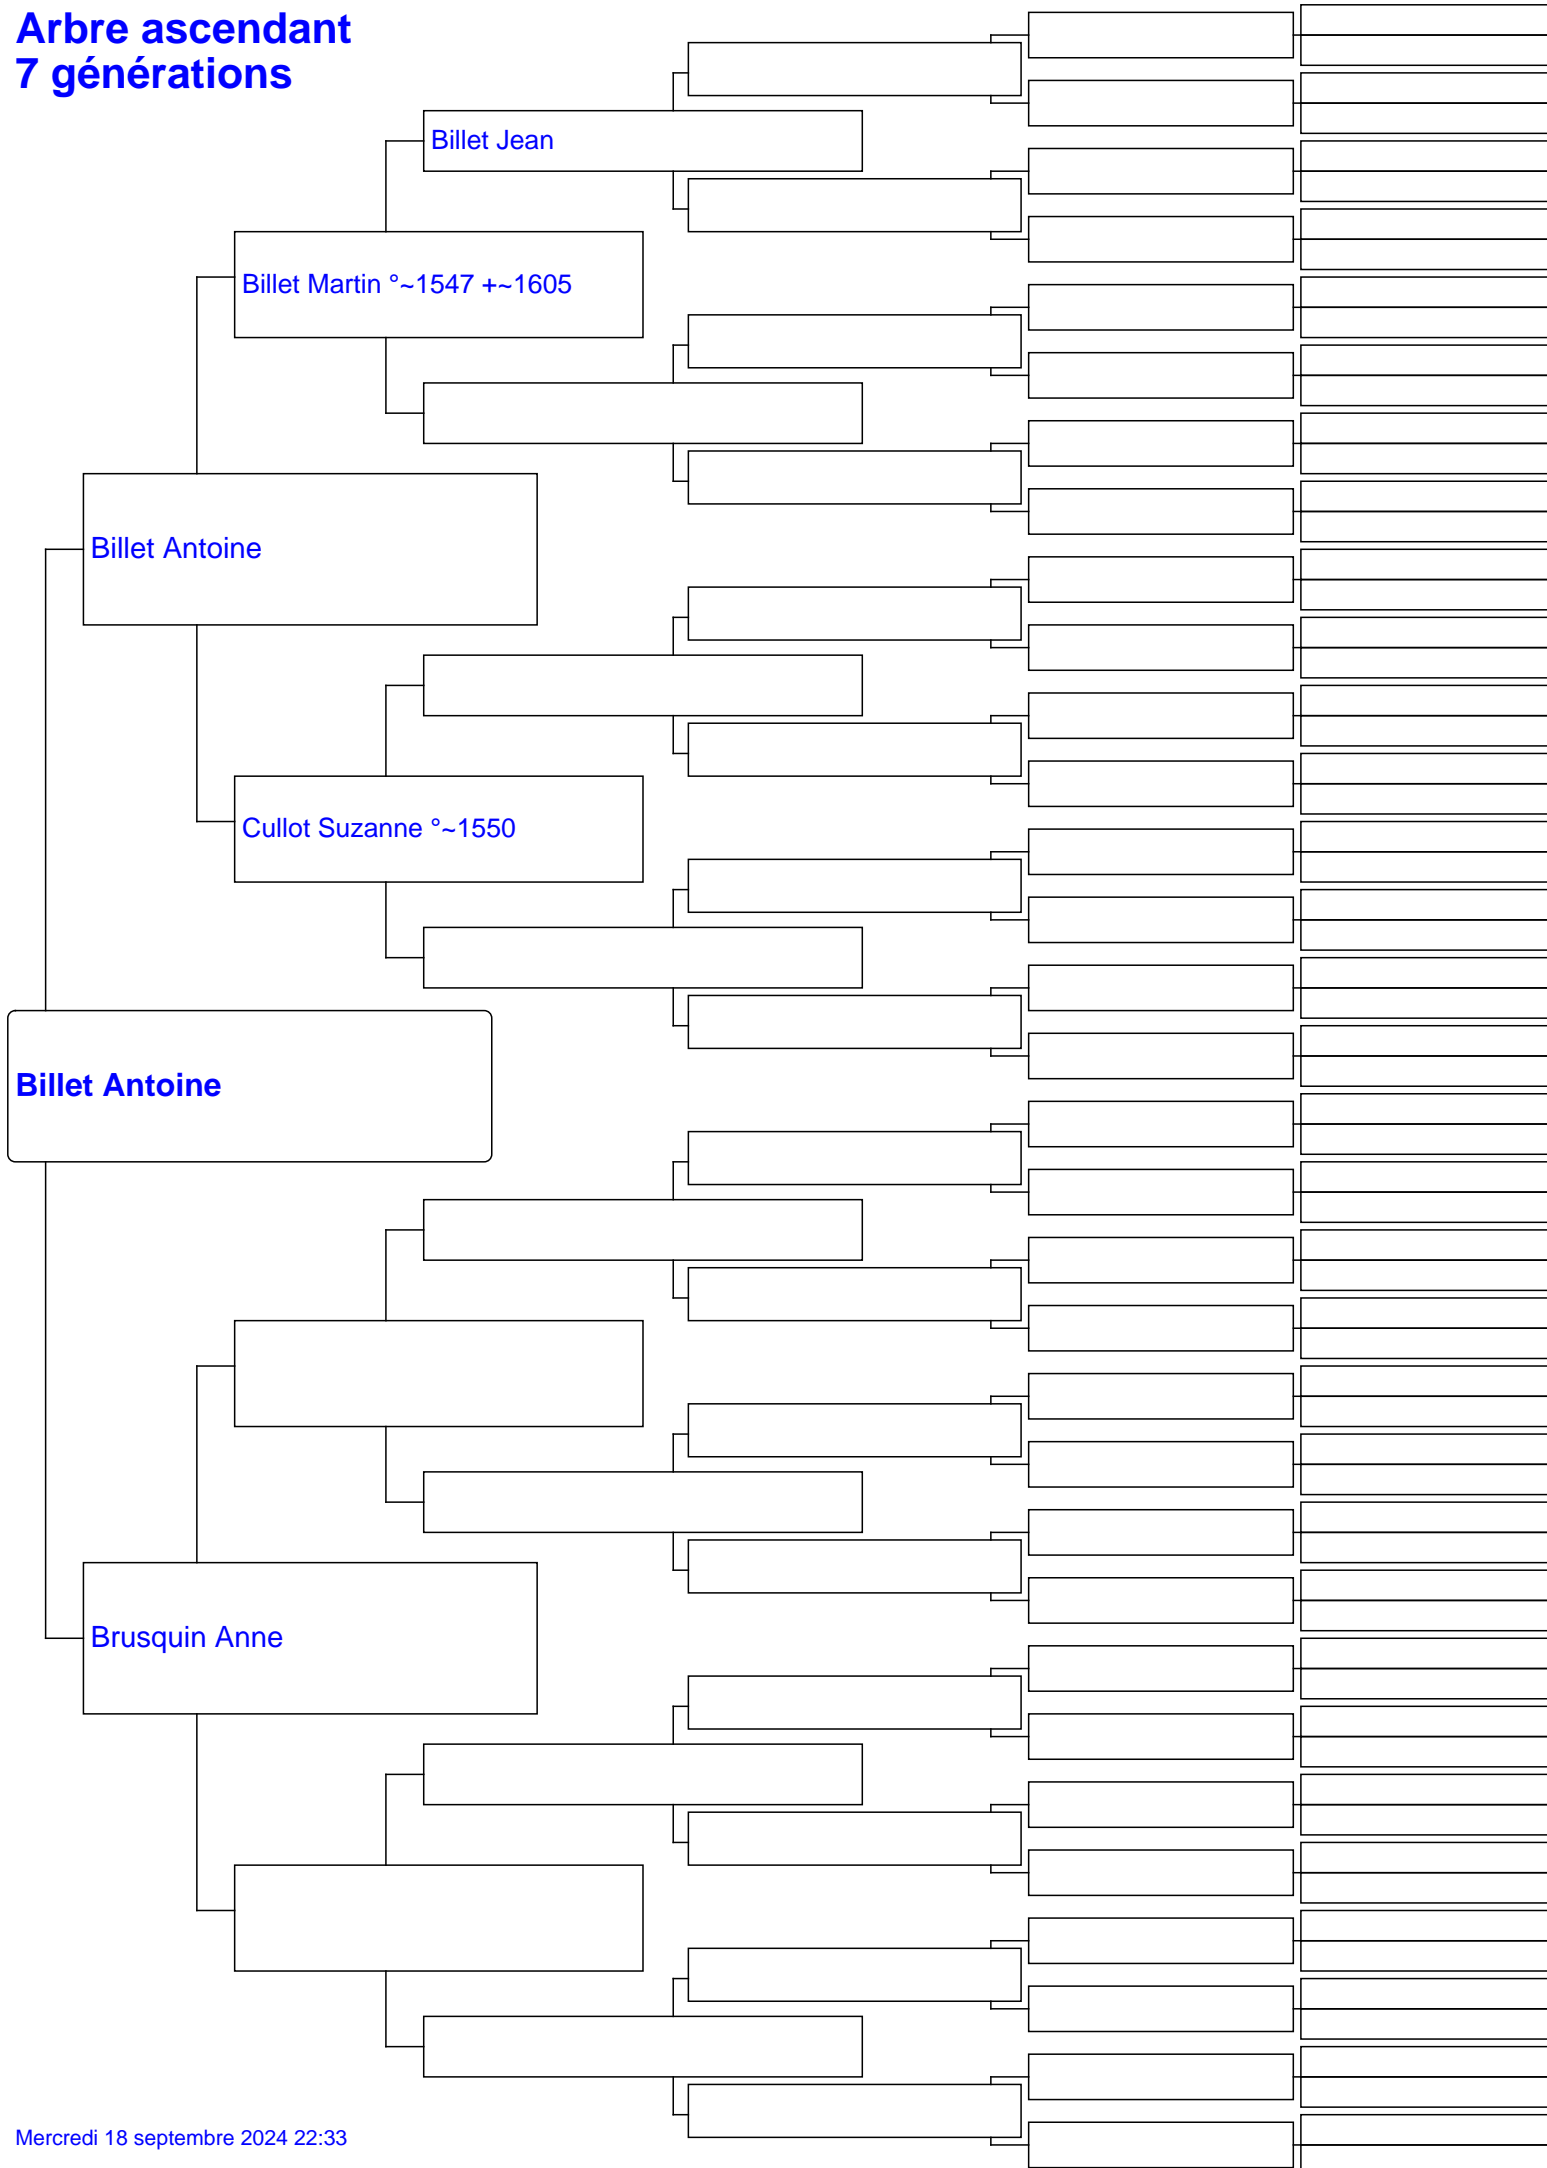 Arbre ascendant
7 générations
Billet Jean
Billet Martin °~1547 +~1605
Billet Antoine
Cullot Suzanne °~1550
Billet Antoine
Brusquin Anne
Mercredi 18 septembre 2024 22:33